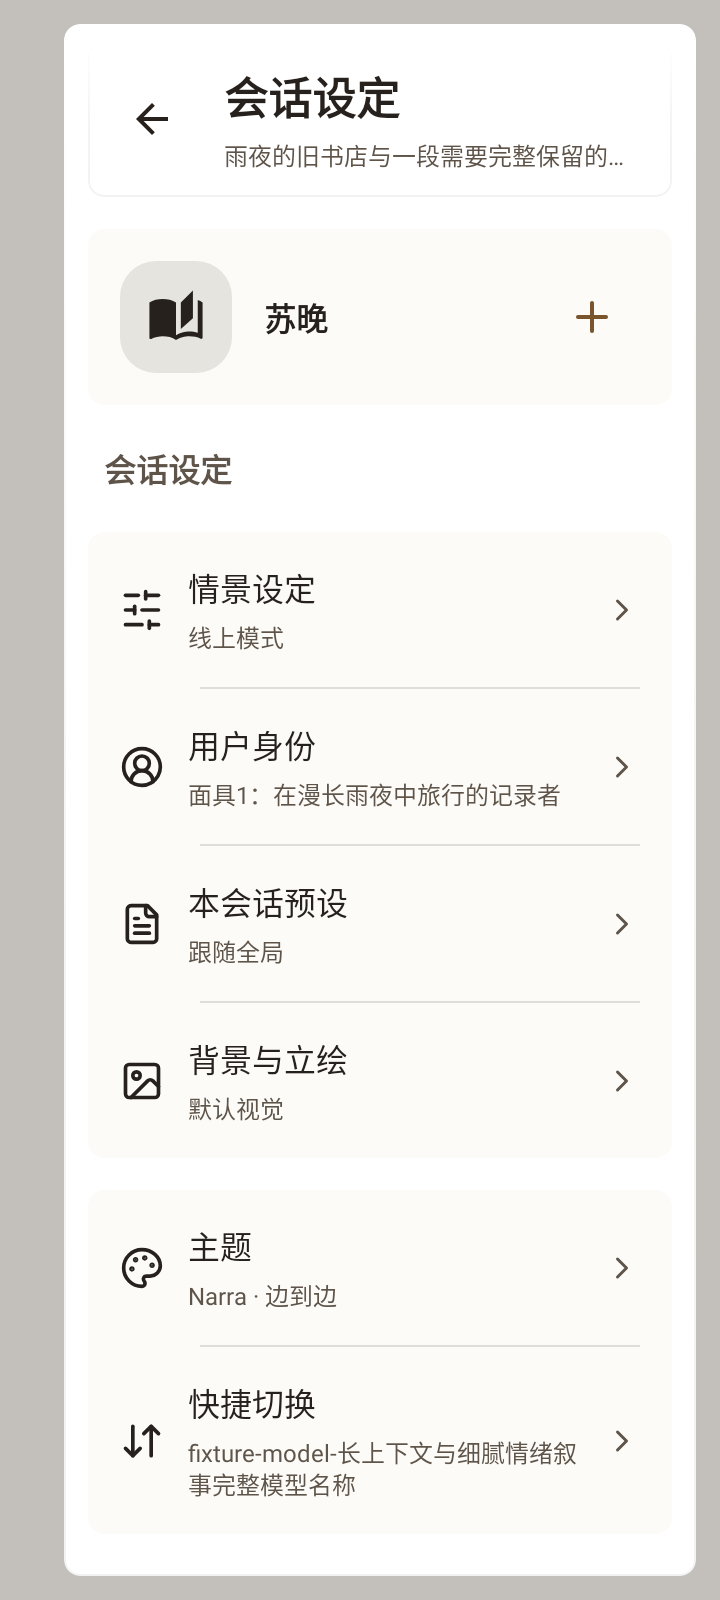 会话设定
雨夜的旧书店与一段需要完整保留的...
苏晚
会话设定
情景设定
线上模式
用户身份
面具1：在漫长雨夜中旅行的记录者
本会话预设
跟随全局
背景与立绘
默认视觉
主题
Narra · 边到边
快捷切换
fixture-model-长上下文与细腻情绪叙
事完整模型名称